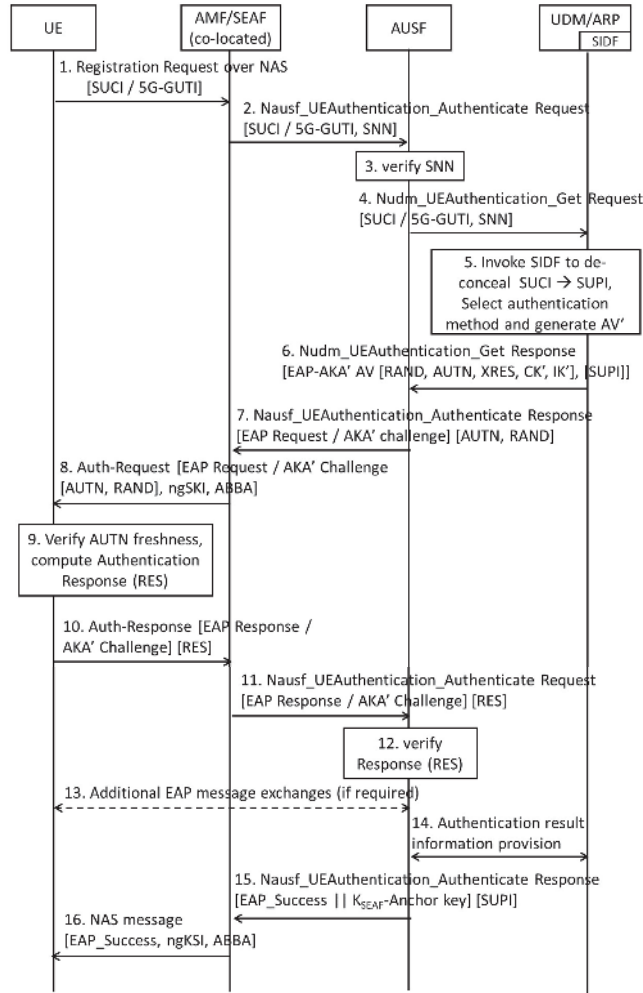 UE
AMF/SEAF
(co-located)
AUSF
UDM/ARP
SIDF
1. Registration Request over NAS
[SUCI / 5G-GUTI]
2. Nausf_UEAuthentication_Authenticate Request
[SUCI / 5G-GUTI, SNN]
3. verify SNN
4. Nudm_UEAuthentication_Get Request
[SUCI / 5G-GUTI, SNN]
5. Invoke SIDF to de-
conceal SUCI → SUPI,
Select authentication
method and generate AV'
6. Nudm_UEAuthentication_Get Response
[EAP-AKA' AV [RAND, AUTN, XRES, CK', IK'], [SUPI]]
7. Nausf_UEAuthentication_Authenticate Response
[EAP Request / AKA' challenge] [AUTN, RAND]
8. Auth-Request [EAP Request / AKA' Challenge
[AUTN, RAND], ngSKI, ABBA]
9. Verify AUTN freshness,
compute Authentication
Response (RES)
10. Auth-Response [EAP Response /
AKA' Challenge] [RES]
11. Nausf_UEAuthentication_Authenticate Request
[EAP Response / AKA' Challenge] [RES]
12. verify
Response (RES)
13. Additional EAP message exchanges (if required)
14. Authentication result
information provision
15. Nausf_UEAuthentication_Authenticate Response
[EAP_Success || KSEAF-Anchor key] [SUPI]
16. NAS message
[EAP_Success, ngKSI, ABBA]